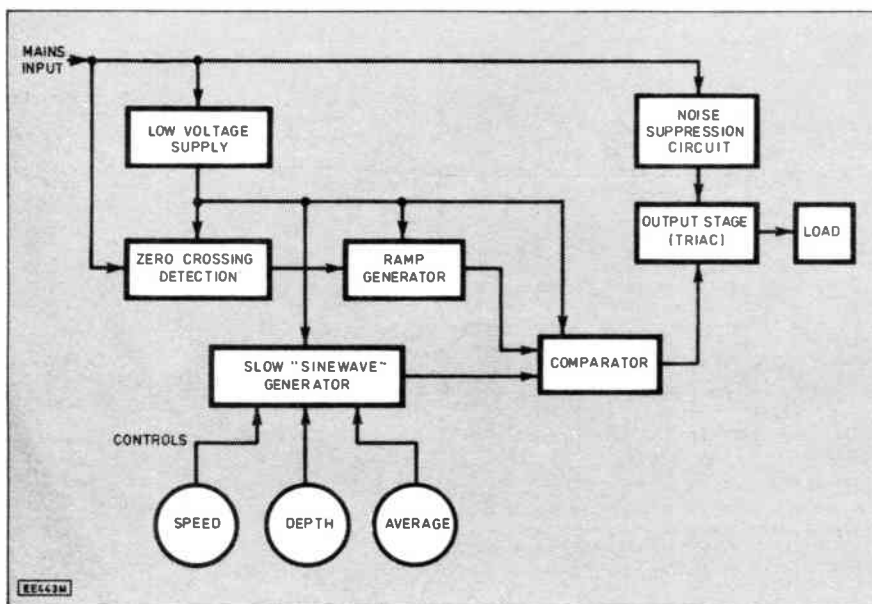 MAINS
INPUT
LOW VOLTAGE
SUPPLY
NOISE
SUPPRESSION
CIRCUIT
OUTPUT STAGE
(TRIAC)
LOAD
ZERO CROSSING
DETECTION
RAMP
GENERATOR
SLOW "SINEWAVE"
GENERATOR
COMPARATOR
CONTROLS
SPEED
DEPTH
AVERAGE
EE443M